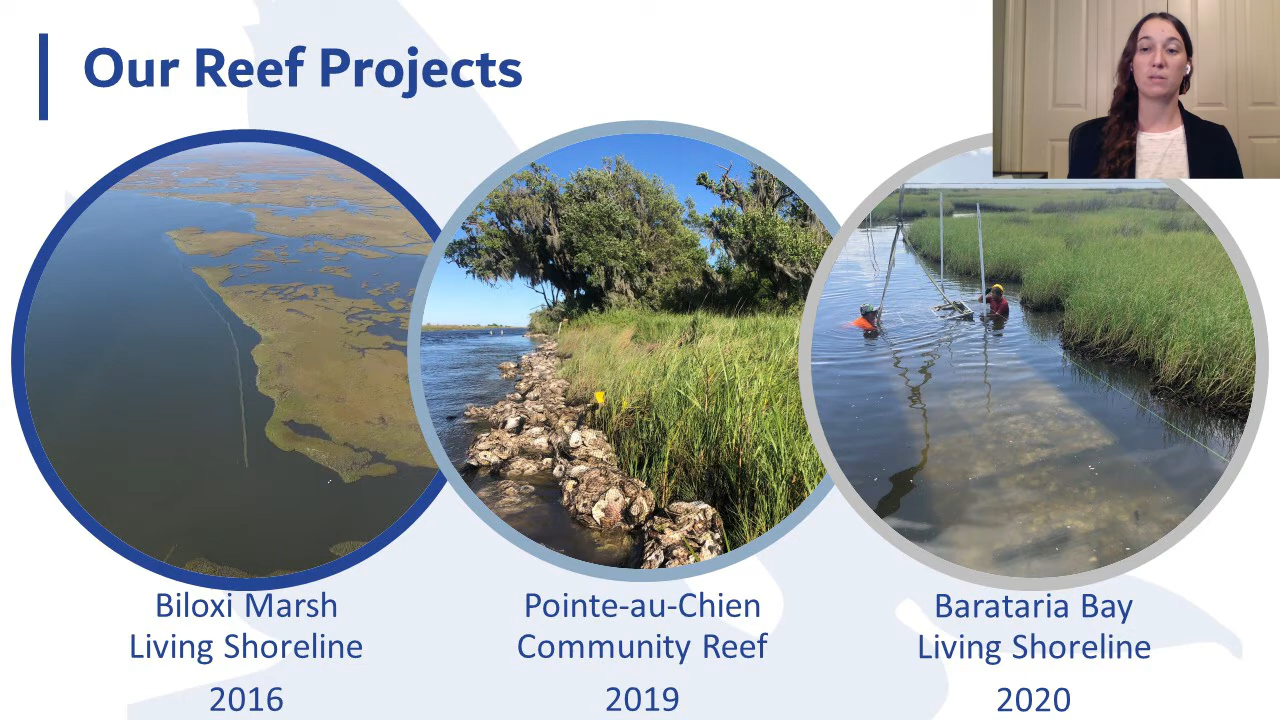 Our Reef Projects
Biloxi Marsh
Living Shoreline
2016
Pointe-au-Chien
Community Reef
2019
Barataria Bay
Living Shoreline
2020